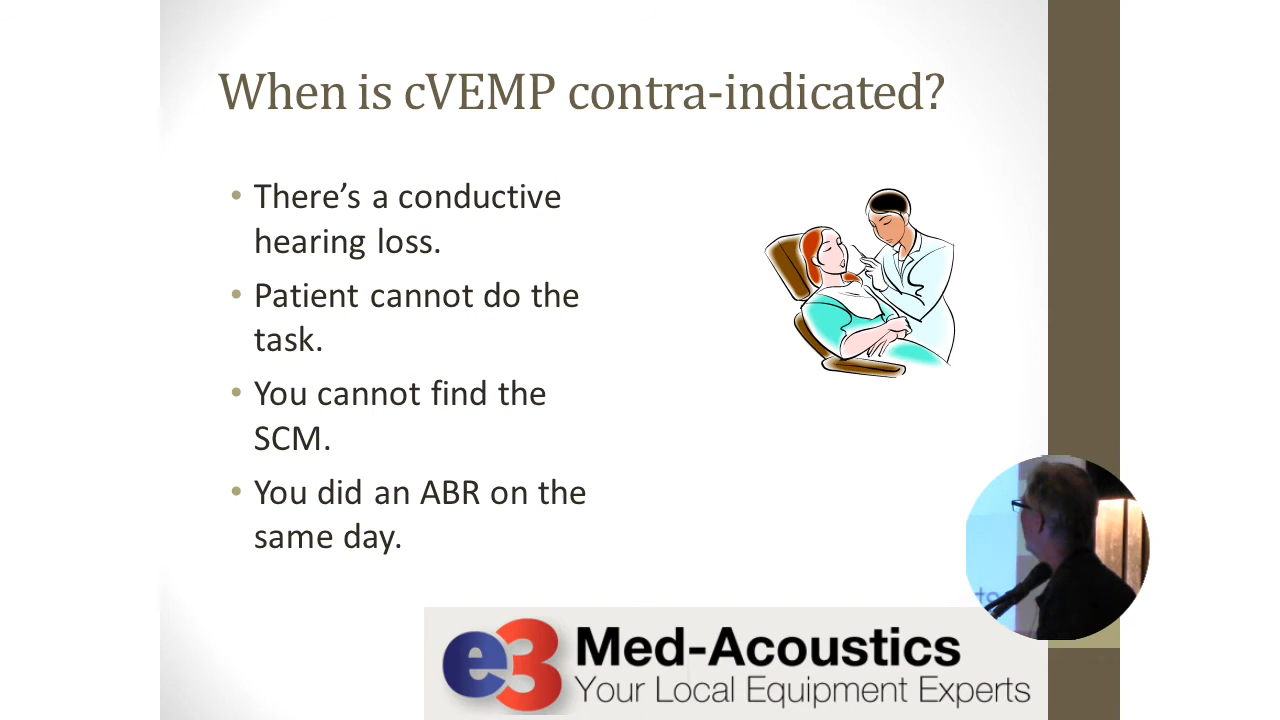 When is cVEMP contra-indicated?
• There’s a conductive
hearing loss.
• Patient cannot do the
task.
• You cannot find the
SCM.
• You did an ABR on the
same day.
e3 Med-Acoustics
Your Local Equipment Experts